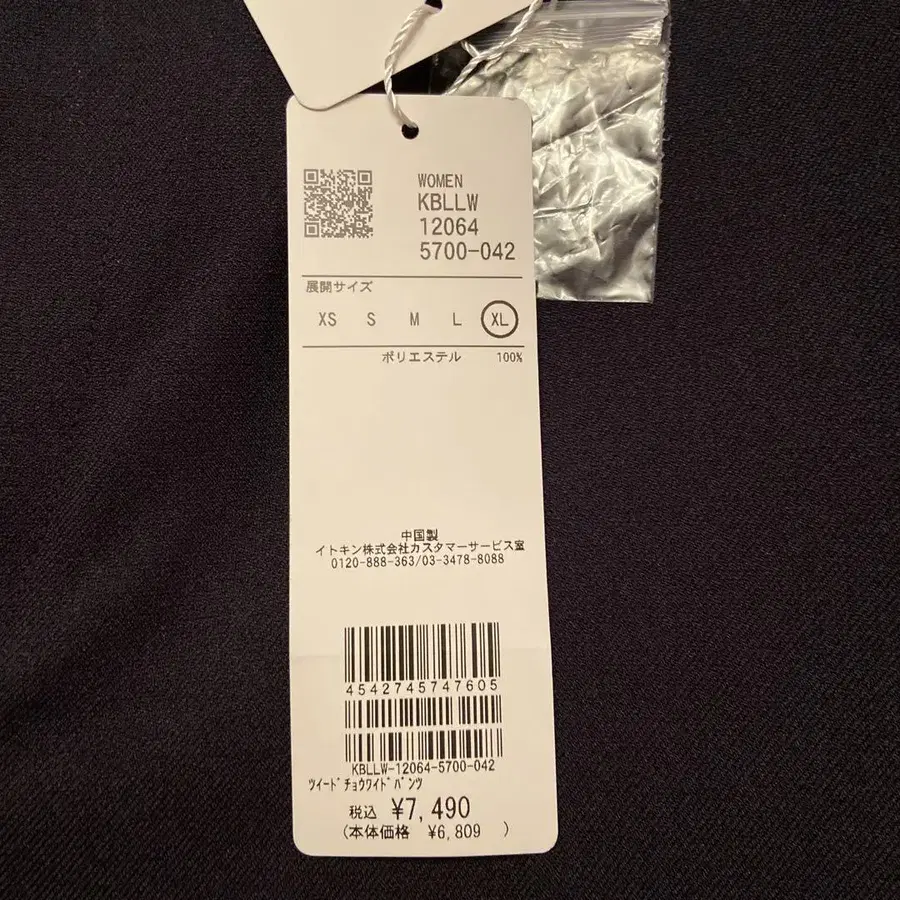 WOMEN
KBLLW
12064
5700-042
展開サイズ
XS S M L XL
ポリエステル 100%
中国製
イトキン株式会社カスタマーサービス室
0120-888-363/03-3478-8088
4542745747605
KBLLW-12064-5700-042
ﾂｲｰﾄﾞﾁｮｳﾜｲﾄﾞﾊﾟﾝﾂ
税込 ¥7,490
(本体価格 ¥6,809 )